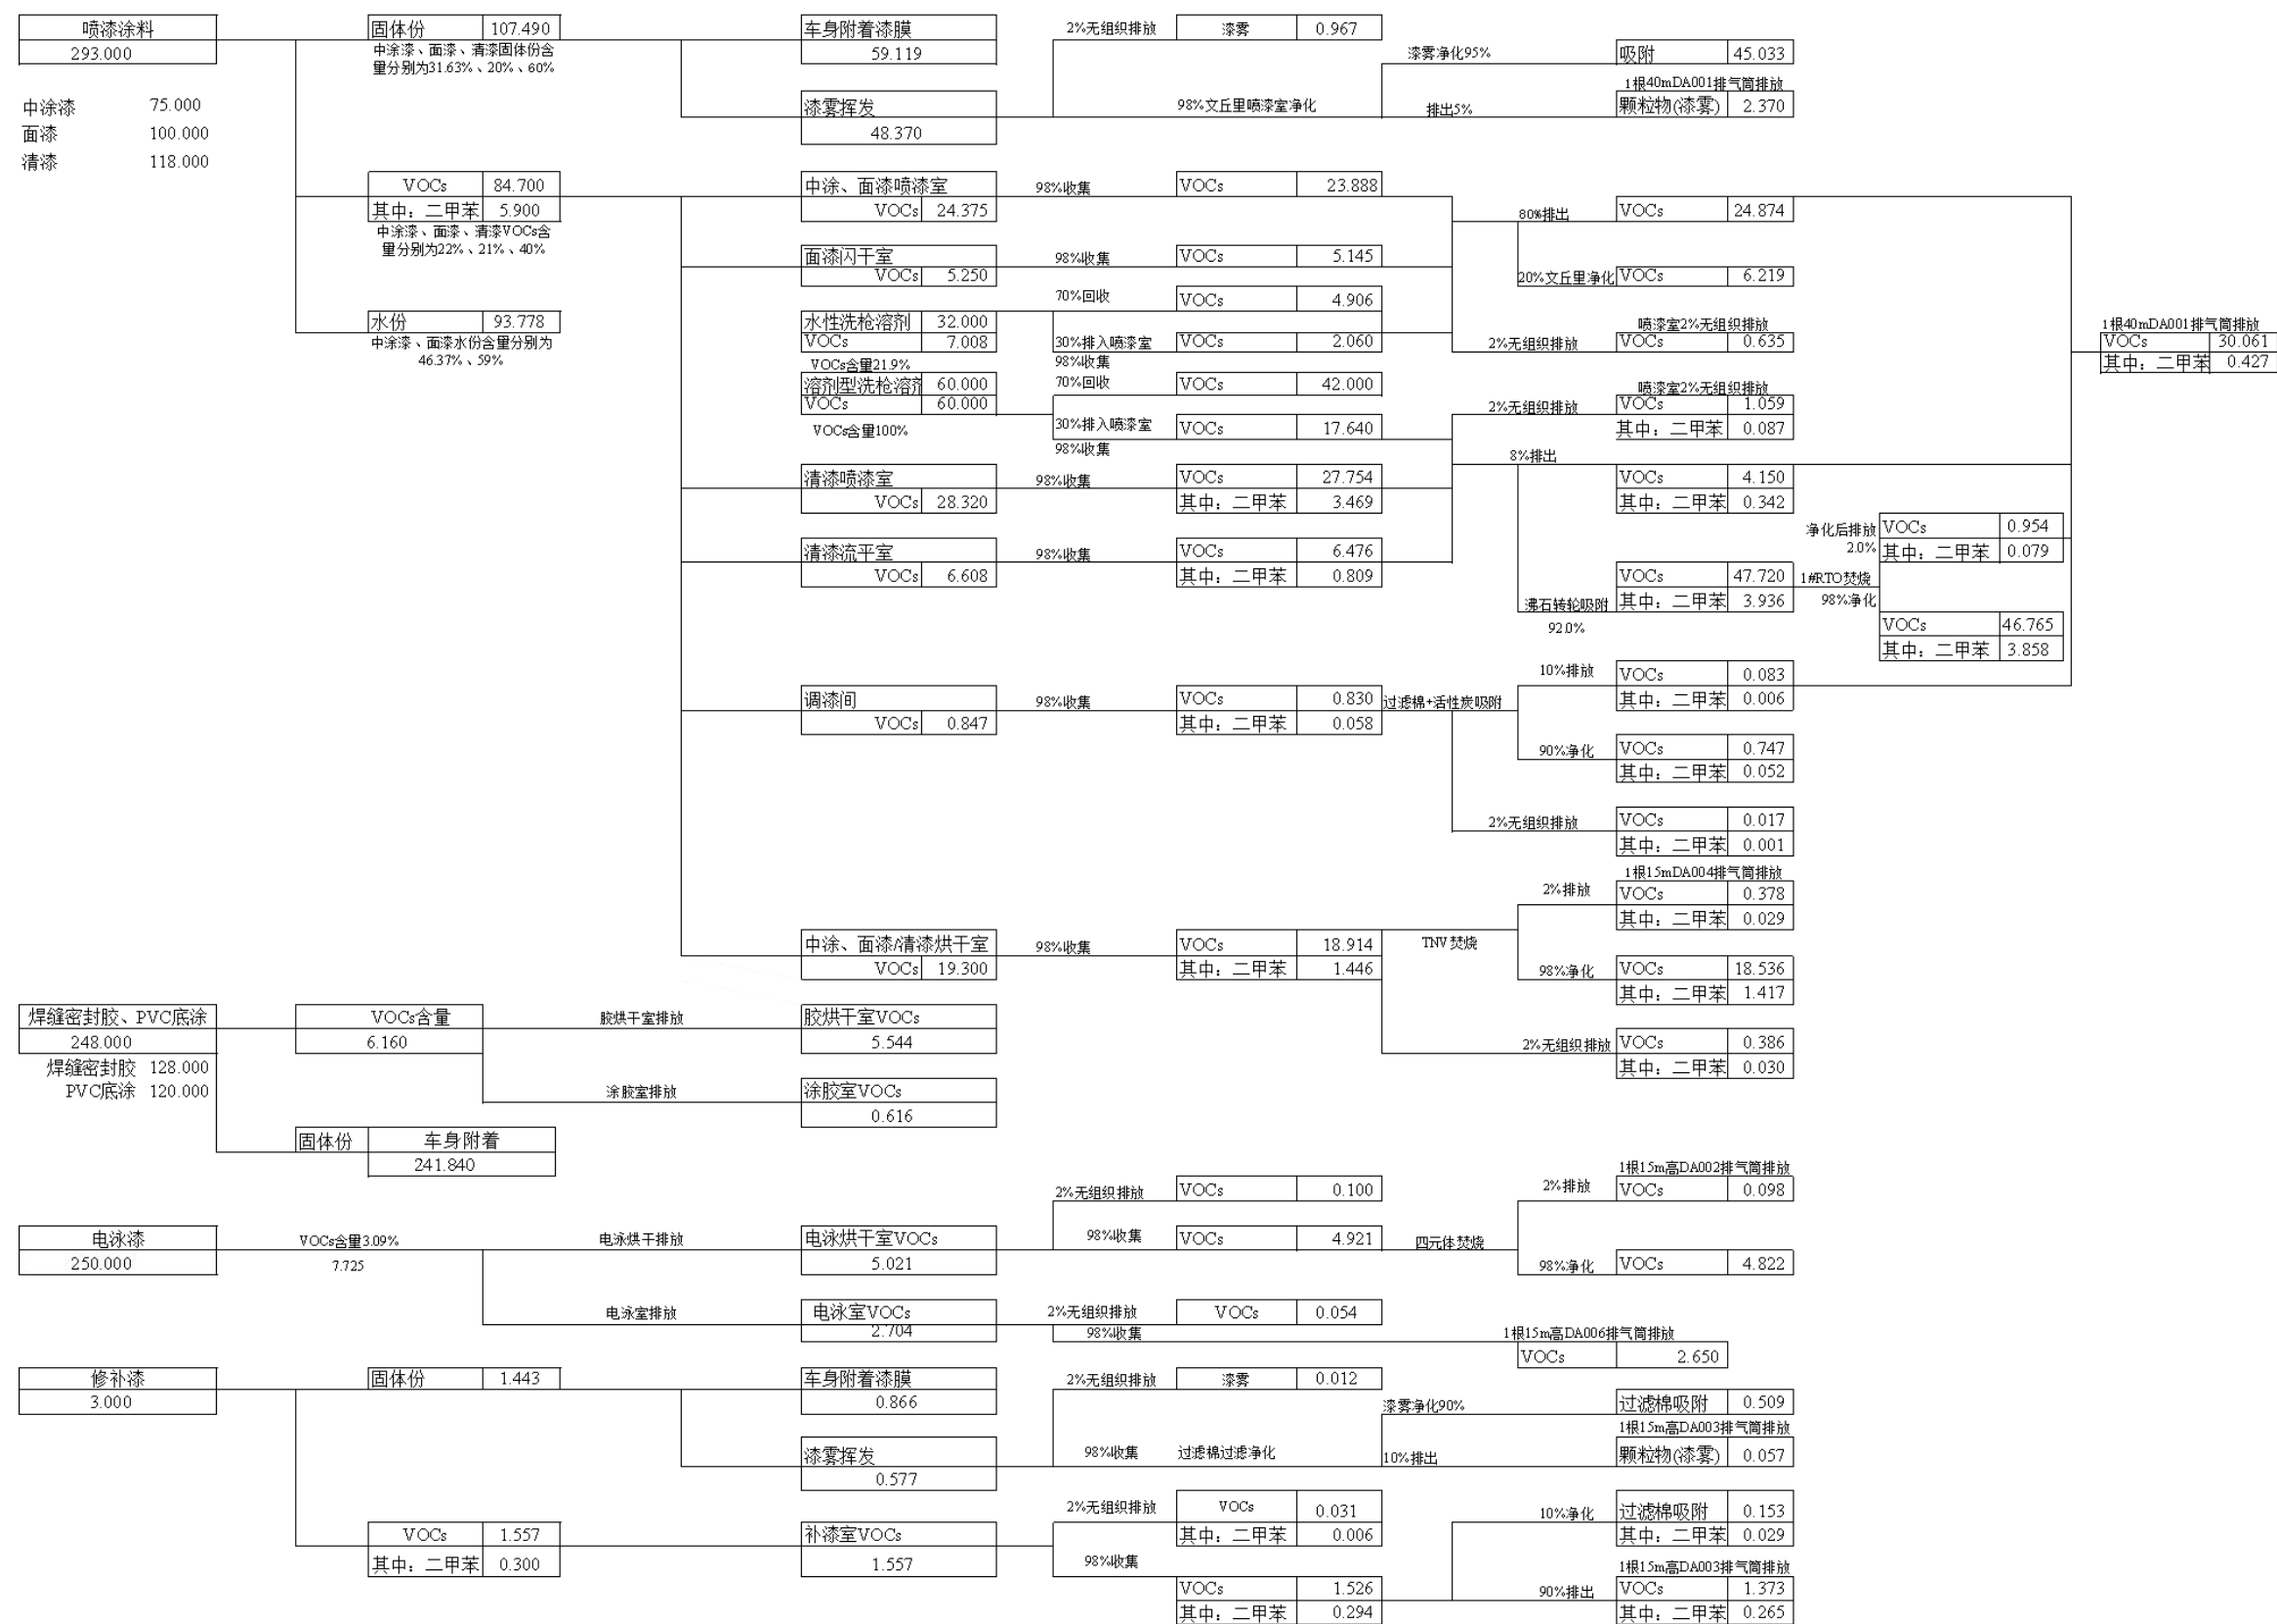 喷漆涂料
293.000
中涂漆 75.000
面漆 100.000
清漆 118.000
固体份 107.490
中涂漆、面漆、清漆固体份含
量分别为31.63%、20%、60%
VOCs 84.700
其中：二甲苯 5.900
中涂漆、面漆、清漆VOCs含
量分别为22%、21%、40%
水份 93.778
中涂漆、面漆水份含量分别为
46.37%、59%
车身附着漆膜
59.119
漆雾挥发
48.370
2%无组织排放 漆雾 0.967
98%文丘里喷漆室净化
漆雾净化95% 吸附 45.033
1根40mDA001排气筒排放
排出5% 颗粒物(漆雾) 2.370
中涂、面漆喷漆室 98%收集 VOCs 23.888
VOCs 24.375
80%排出 VOCs 24.874
面漆闪干室 98%收集 VOCs 5.145
VOCs 5.250
20%文丘里净化 VOCs 6.219
70%回收 VOCs 4.906
水性洗枪溶剂 32.000
VOCs 7.008
30%排入喷漆室 VOCs 2.060
98%收集
VOCs含量21.9%
喷漆室2%无组织排放
2%无组织排放 VOCs 0.635
1根40mDA001排气筒排放
VOCs 30.061
其中：二甲苯 0.427
溶剂型洗枪溶剂 60.000
VOCs 60.000
VOCs含量100%
70%回收 VOCs 42.000
30%排入喷漆室 VOCs 17.640
98%收集
喷漆室2%无组织排放
2%无组织排放 VOCs 1.059
其中：二甲苯 0.087
清漆喷漆室 98%收集 VOCs 27.754
VOCs 28.320 其中：二甲苯 3.469
8%排出 VOCs 4.150
其中：二甲苯 0.342
清漆流平室 98%收集 VOCs 6.476
VOCs 6.608 其中：二甲苯 0.809
沸石转轮吸附
92.0%
VOCs 47.720
其中：二甲苯 3.936
1#RTO焚烧
98%净化
净化后排放
2.0%
VOCs 0.954
其中：二甲苯 0.079
VOCs 46.765
其中：二甲苯 3.858
调漆间 98%收集 VOCs 0.830
VOCs 0.847 其中：二甲苯 0.058
过滤棉+活性炭吸附
10%排放 VOCs 0.083
其中：二甲苯 0.006
90%净化 VOCs 0.747
其中：二甲苯 0.052
2%无组织排放 VOCs 0.017
其中：二甲苯 0.001
中涂、面漆/清漆烘干室 98%收集 VOCs 18.914
VOCs 19.300 其中：二甲苯 1.446
TNV焚烧
1根15mDA004排气筒排放
2%排放 VOCs 0.378
其中：二甲苯 0.029
98%净化 VOCs 18.536
其中：二甲苯 1.417
2%无组织排放 VOCs 0.386
其中：二甲苯 0.030
焊缝密封胶、PVC底涂
248.000
焊缝密封胶 128.000
PVC底涂 120.000
VOCs含量
6.160
胶烘干室排放 胶烘干室VOCs
5.544
涂胶室排放 涂胶室VOCs
0.616
固体份 车身附着
241.840
电泳漆
250.000
VOCs含量3.09%
7.725
电泳烘干排放 电泳烘干室VOCs
5.021
2%无组织排放 VOCs 0.100
98%收集 VOCs 4.921
四元体焚烧
1根15m高DA002排气筒排放
2%排放 VOCs 0.098
98%净化 VOCs 4.822
电泳室排放 电泳室VOCs
2.704
2%无组织排放 VOCs 0.054
98%收集
1根15m高DA006排气筒排放
VOCs 2.650
修补漆
3.000
固体份 1.443
车身附着漆膜
0.866
漆雾挥发
0.577
2%无组织排放 漆雾 0.012
98%收集 过滤棉过滤净化
漆雾净化90% 过滤棉吸附 0.509
1根15m高DA003排气筒排放
10%排出 颗粒物(漆雾) 0.057
VOCs 1.557
其中：二甲苯 0.300
补漆室VOCs
1.557
2%无组织排放 VOCs 0.031
其中：二甲苯 0.006
98%收集
VOCs 1.526
其中：二甲苯 0.294
10%净化 过滤棉吸附 0.153
其中：二甲苯 0.029
1根15m高DA003排气筒排放
90%排出 VOCs 1.373
其中：二甲苯 0.265